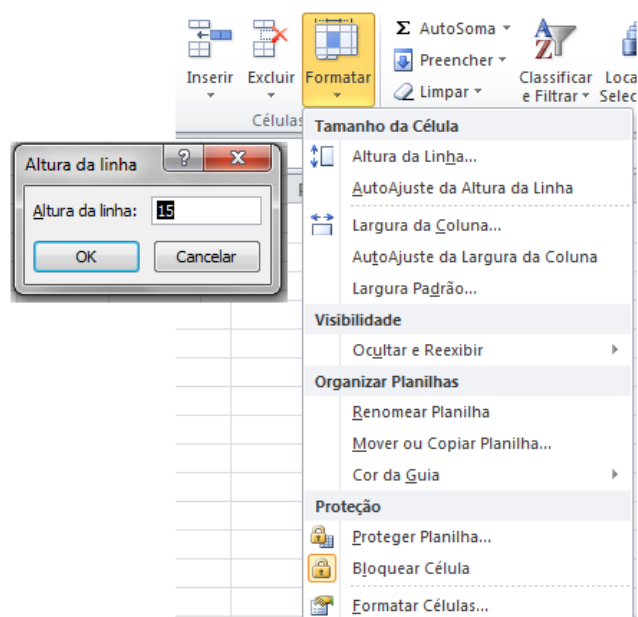 Inserir Excluir Formatar
Σ AutoSoma
Preencher
Limpar
Classificar
e Filtrar
Células
Tamanho da Célula
Altura da Linha...
AutoAjuste da Altura da Linha
Largura da Coluna...
AutoAjuste da Largura da Coluna
Largura Padrão...
Visibilidade
Ocultar e Reexibir
Organizar Planilhas
Renomear Planilha
Mover ou Copiar Planilha...
Cor da Guia
Proteção
Proteger Planilha...
Bloquear Célula
Formatar Células...
Altura da linha
Altura da linha: 15
OK Cancelar